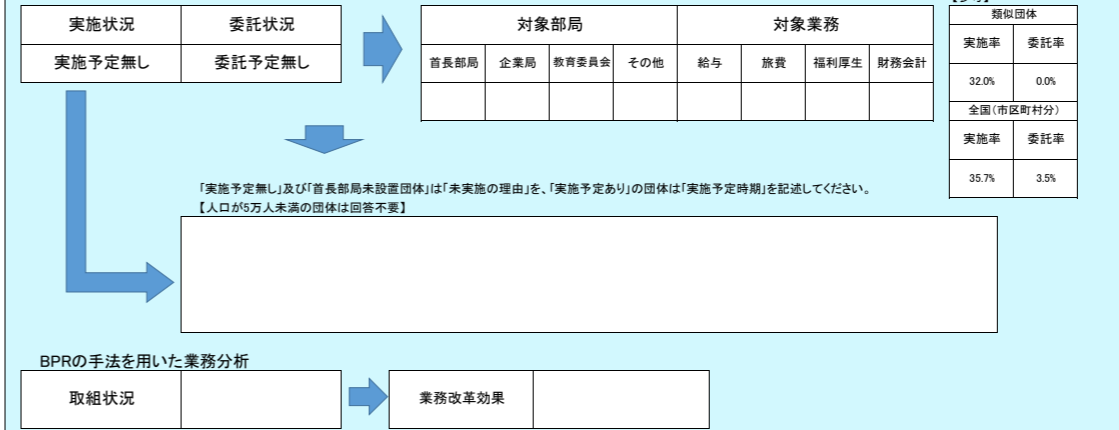 実施状況 委託状況
実施予定無し 委託予定無し
対象部局 対象業務
首長部局 企業局 教育委員会 その他 給与 旅費 福利厚生 財務会計
類似団体
実施率 委託率
32.0% 0.0%
全国(市区町村分)
実施率 委託率
35.7% 3.5%
「実施予定無し」及び「首長部局未設置団体」は「未実施の理由」を、「実施予定あり」の団体は「実施予定時期」を記述してください。
【人口が5万人未満の団体は回答不要】
BPRの手法を用いた業務分析
取組状況 業務改革効果